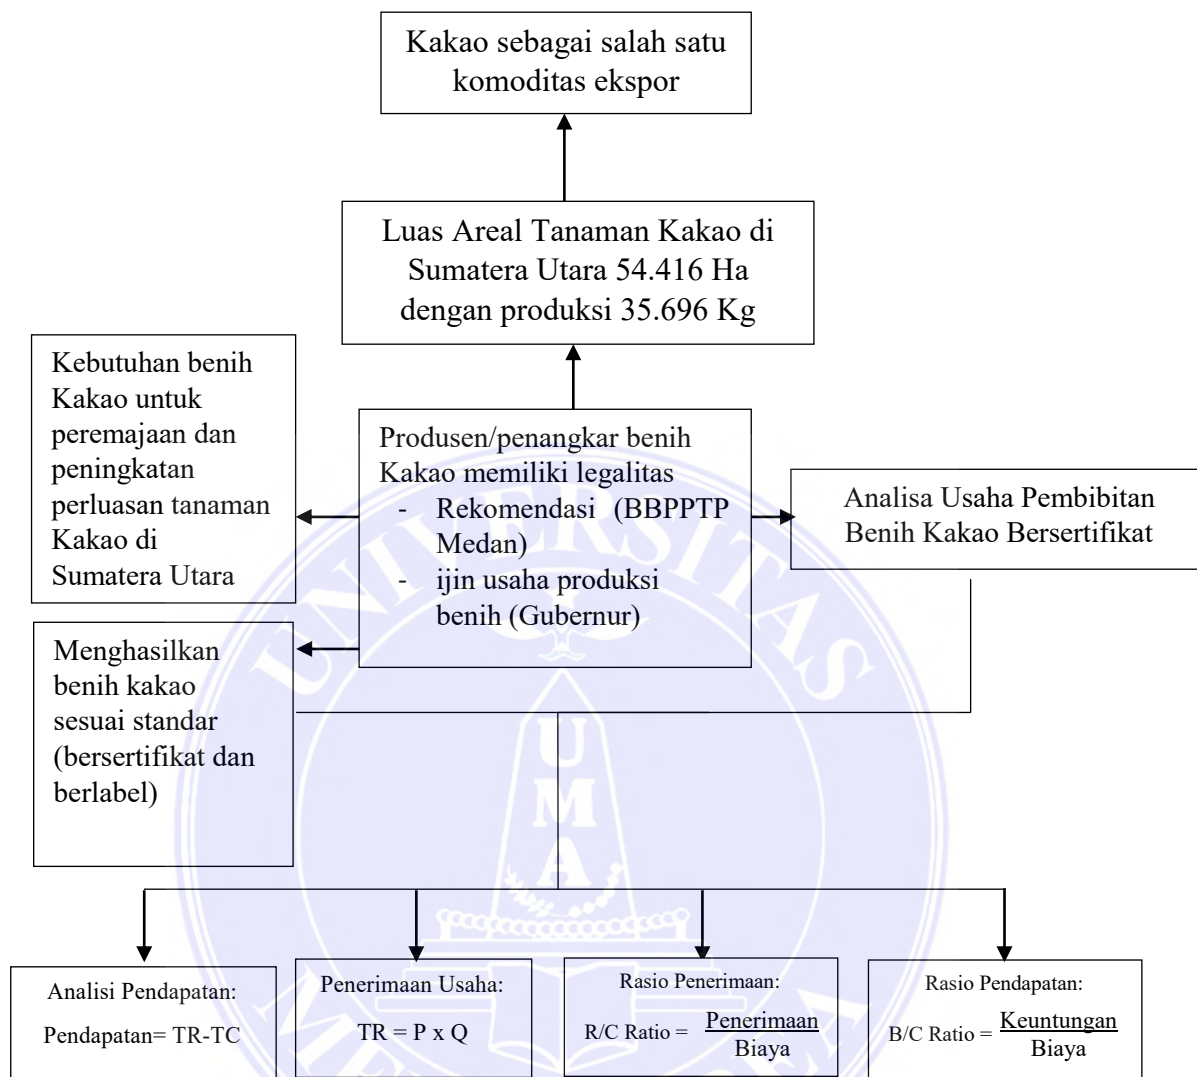 Kakao sebagai salah satu
komoditas ekspor
Luas Areal Tanaman Kakao di
Sumatera Utara 54.416 Ha
dengan produksi 35.696 Kg
Kebutuhan benih
Kakao untuk
peremajaan dan
peningkatan
perluasan tanaman
Kakao di
Sumatera Utara
Produsen/penangkar benih
Kakao memiliki legalitas
- Rekomendasi (BBPPTP
Medan)
- ijin usaha produksi
benih (Gubernur)
Analisa Usaha Pembibitan
Benih Kakao Bersertifikat
Menghasilkan
benih kakao
sesuai standar
(bersertifikat dan
berlabel)
UNIVERSITAS
U
M
A
Analisi Pendapatan:
Pendapatan= TR-TC
Penerimaan Usaha:
TR = P x Q
Rasio Penerimaan:
R/C Ratio = Penerimaan
Biaya
Rasio Pendapatan:
B/C Ratio = Keuntungan
Biaya